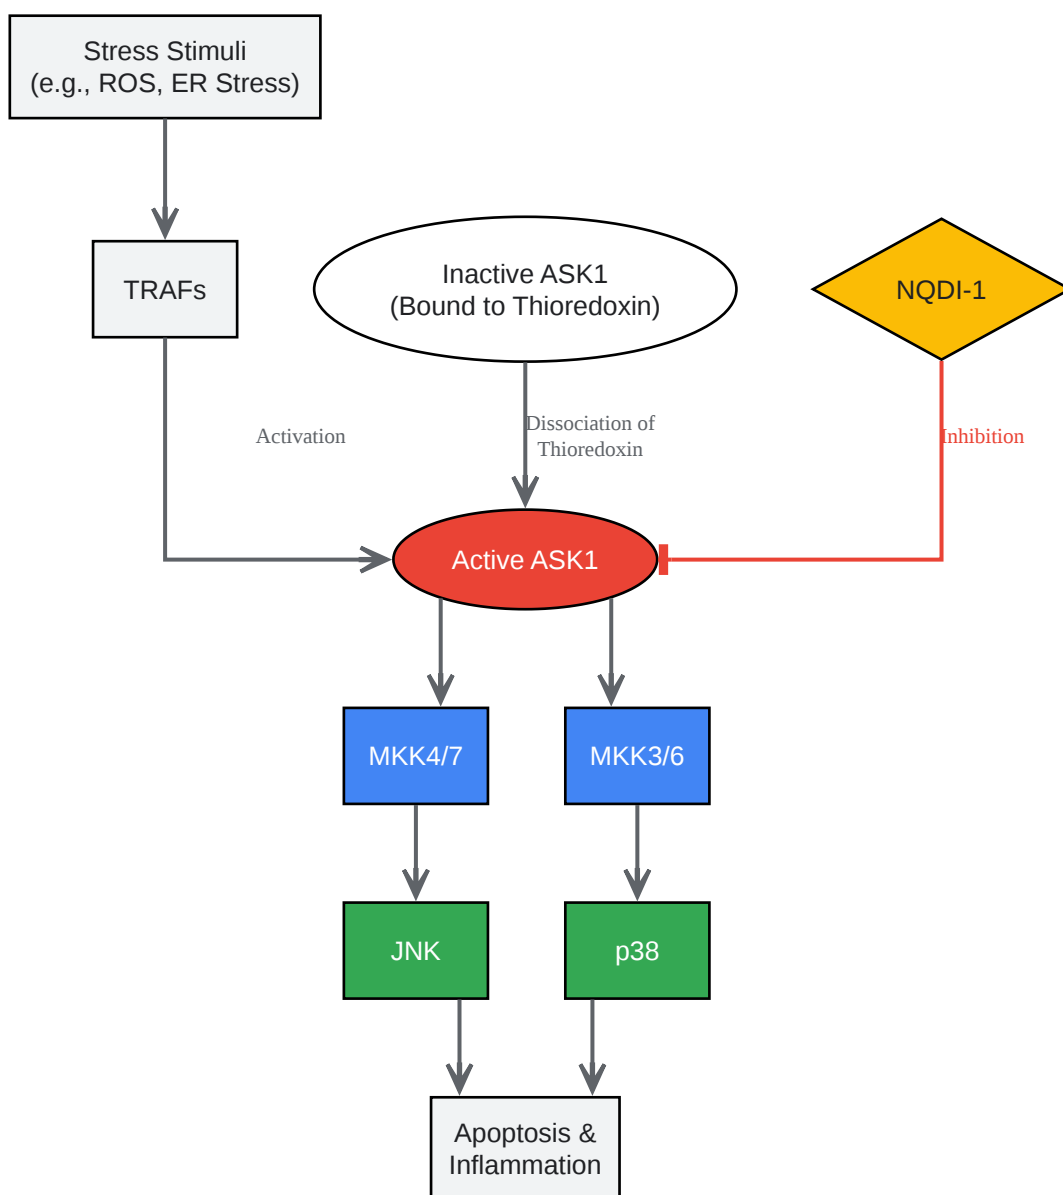 Stress Stimuli
(e.g., ROS, ER Stress)
TRAFs
Inactive ASK1
(Bound to Thioredoxin)
NQDI-1
Activation
Dissociation of
Thioredoxin
Inhibition
Active ASK1
MKK4/7
MKK3/6
JNK
p38
Apoptosis &
Inflammation